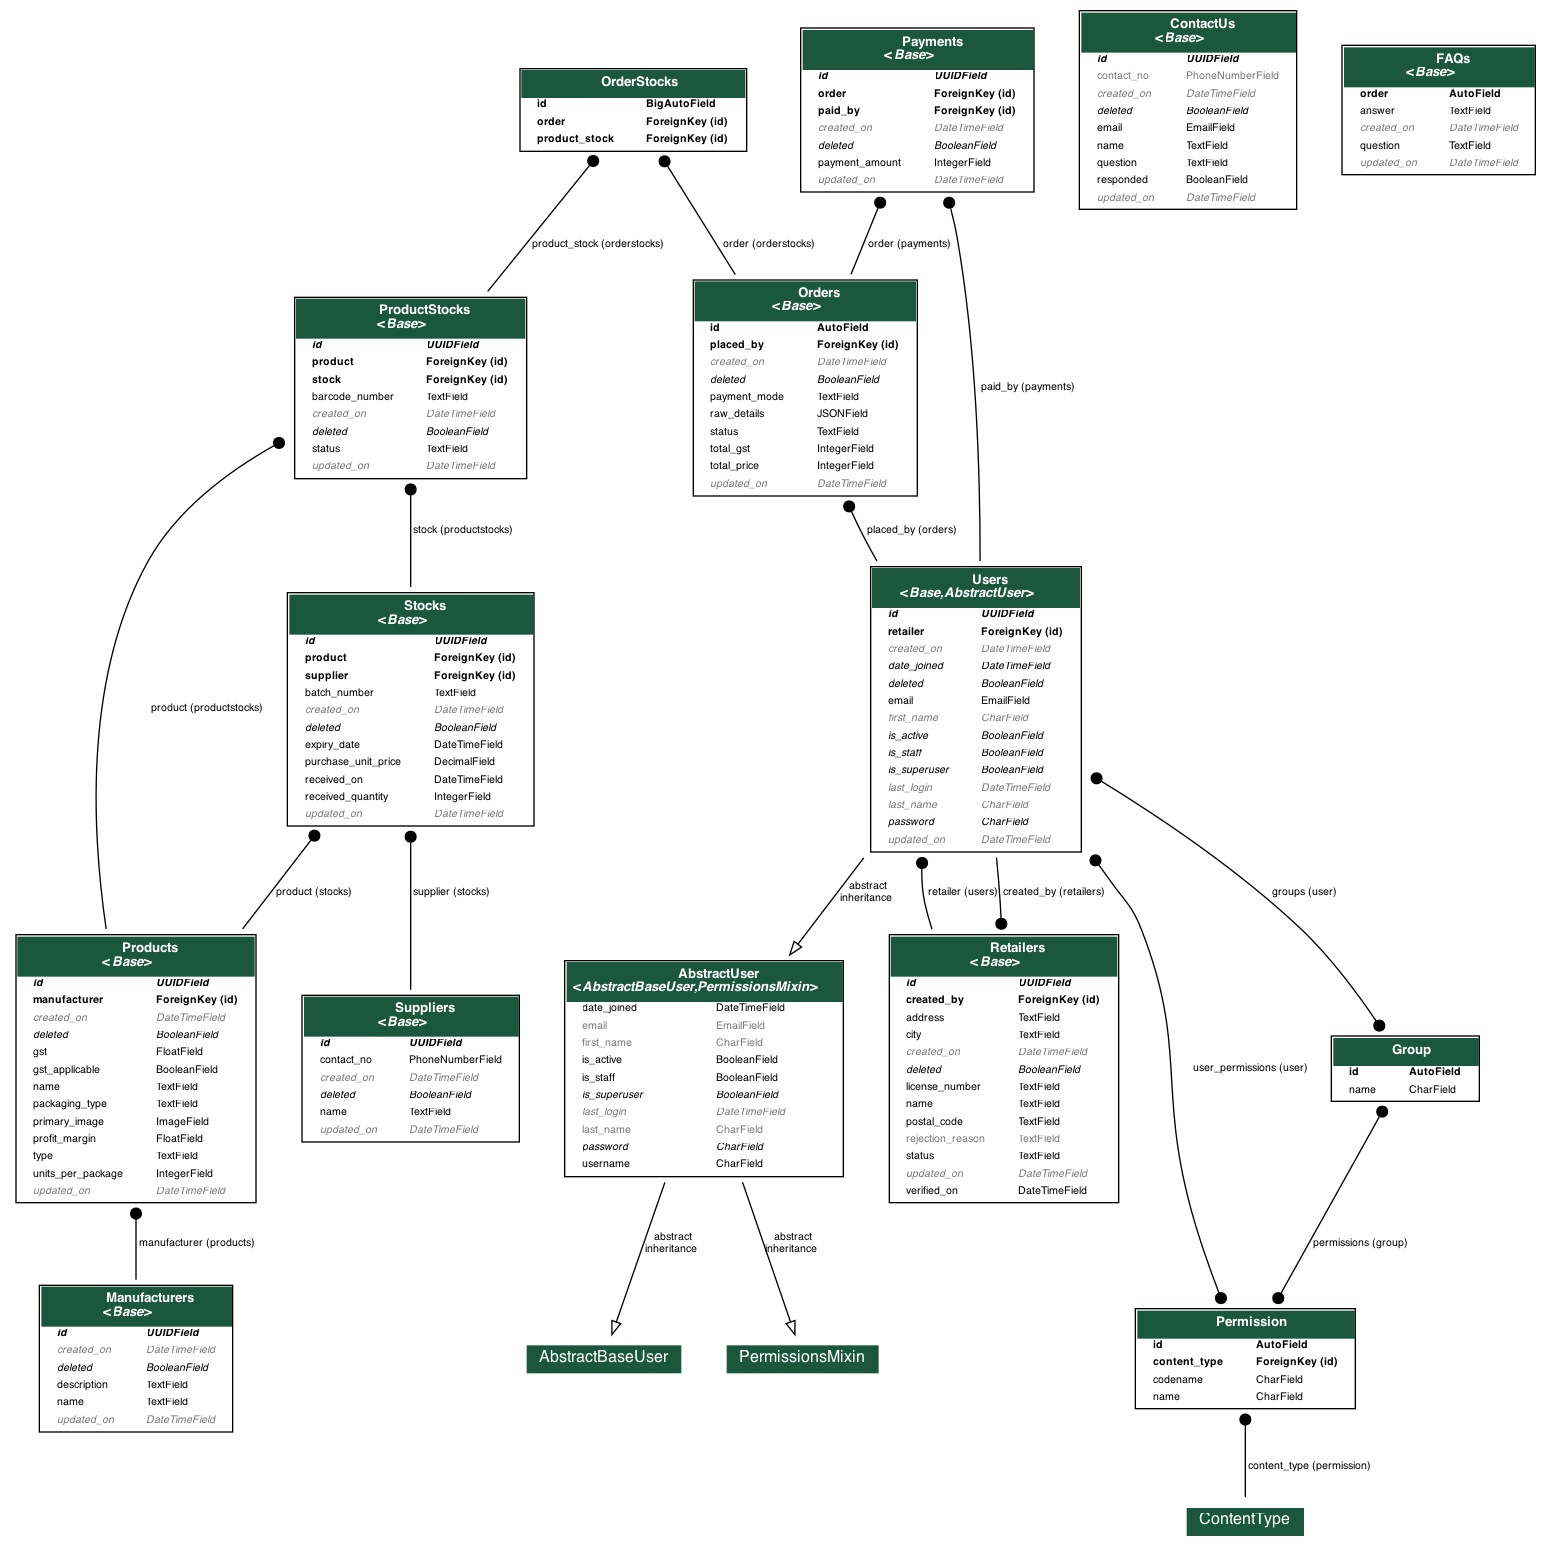 ContactUs
<Base>
id UUIDField
contact_no PhoneNumberField
created_on DateTimeField
deleted BooleanField
email EmailField
name TextField
question TextField
responded BooleanField
updated_on DateTimeField
Payments
<Base>
id UUIDField
order ForeignKey (id)
paid_by ForeignKey (id)
created_on DateTimeField
deleted BooleanField
payment_amount IntegerField
updated_on DateTimeField
FAQs
<Base>
order AutoField
answer TextField
created_on DateTimeField
question TextField
updated_on DateTimeField
OrderStocks
id BigAutoField
order ForeignKey (id)
product_stock ForeignKey (id)
product_stock (orderstocks)
order (orderstocks)
order (payments)
Orders
<Base>
id AutoField
placed_by ForeignKey (id)
created_on DateTimeField
deleted BooleanField
payment_mode TextField
raw_details JSONField
status TextField
total_gst IntegerField
total_price IntegerField
updated_on DateTimeField
ProductStocks
<Base>
id UUIDField
product ForeignKey (id)
stock ForeignKey (id)
barcode_number TextField
created_on DateTimeField
deleted BooleanField
status TextField
updated_on DateTimeField
paid_by (payments)
stock (productstocks)
placed_by (orders)
Users
<Base,AbstractUser>
id UUIDField
retailer ForeignKey (id)
created_on DateTimeField
date_joined DateTimeField
deleted BooleanField
email EmailField
first_name CharField
is_active BooleanField
is_staff BooleanField
is_superuser BooleanField
last_login DateTimeField
last_name CharField
password CharField
updated_on DateTimeField
Stocks
<Base>
id UUIDField
product ForeignKey (id)
supplier ForeignKey (id)
batch_number TextField
created_on DateTimeField
deleted BooleanField
expiry_date DateTimeField
purchase_unit_price DecimalField
received_on DateTimeField
received_quantity IntegerField
updated_on DateTimeField
product (productstocks)
product (stocks)
supplier (stocks)
abstract
inheritance
retailer (users)
created_by (retailers)
groups (user)
Products
<Base>
id UUIDField
manufacturer ForeignKey (id)
created_on DateTimeField
deleted BooleanField
gst FloatField
gst_applicable BooleanField
name TextField
packaging_type TextField
primary_image ImageField
profit_margin FloatField
type TextField
units_per_package IntegerField
updated_on DateTimeField
Suppliers
<Base>
id UUIDField
contact_no PhoneNumberField
created_on DateTimeField
deleted BooleanField
name TextField
updated_on DateTimeField
AbstractUser
<AbstractBaseUser,PermissionsMixin>
date_joined DateTimeField
email EmailField
first_name CharField
is_active BooleanField
is_staff BooleanField
is_superuser BooleanField
last_login DateTimeField
last_name CharField
password CharField
username CharField
Retailers
<Base>
id UUIDField
created_by ForeignKey (id)
address TextField
city TextField
created_on DateTimeField
deleted BooleanField
license_number TextField
name TextField
postal_code TextField
rejection_reason TextField
status TextField
updated_on DateTimeField
verified_on DateTimeField
user_permissions (user)
Group
id AutoField
name CharField
manufacturer (products)
abstract
inheritance
abstract
inheritance
permissions (group)
Manufacturers
<Base>
id UUIDField
created_on DateTimeField
deleted BooleanField
description TextField
name TextField
updated_on DateTimeField
AbstractBaseUser
PermissionsMixin
Permission
id AutoField
content_type ForeignKey (id)
codename CharField
name CharField
content_type (permission)
ContentType